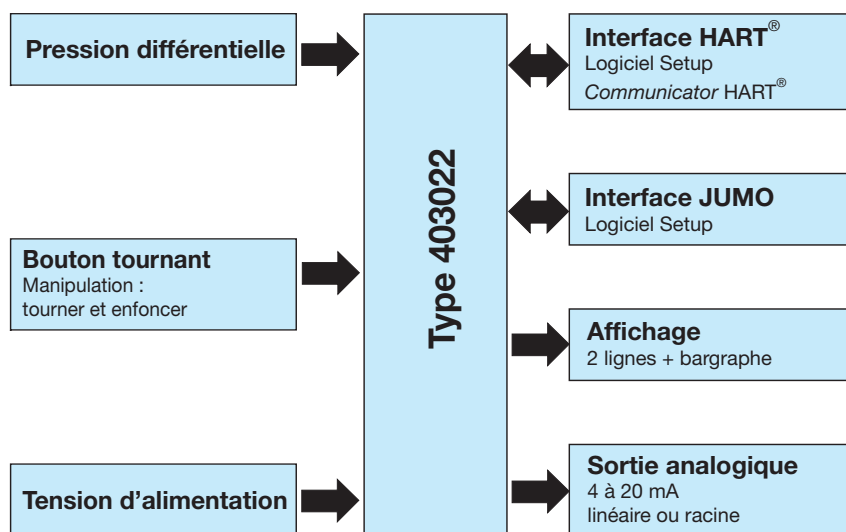 Pression différentielle
Bouton tournant
Manipulation :
tourner et enfoncer
Tension d'alimentation
Type 403022
Interface HART®
Logiciel Setup
Communicator HART®
Interface JUMO
Logiciel Setup
Affichage
2 lignes + bargraphe
Sortie analogique
4 à 20 mA
linéaire ou racine